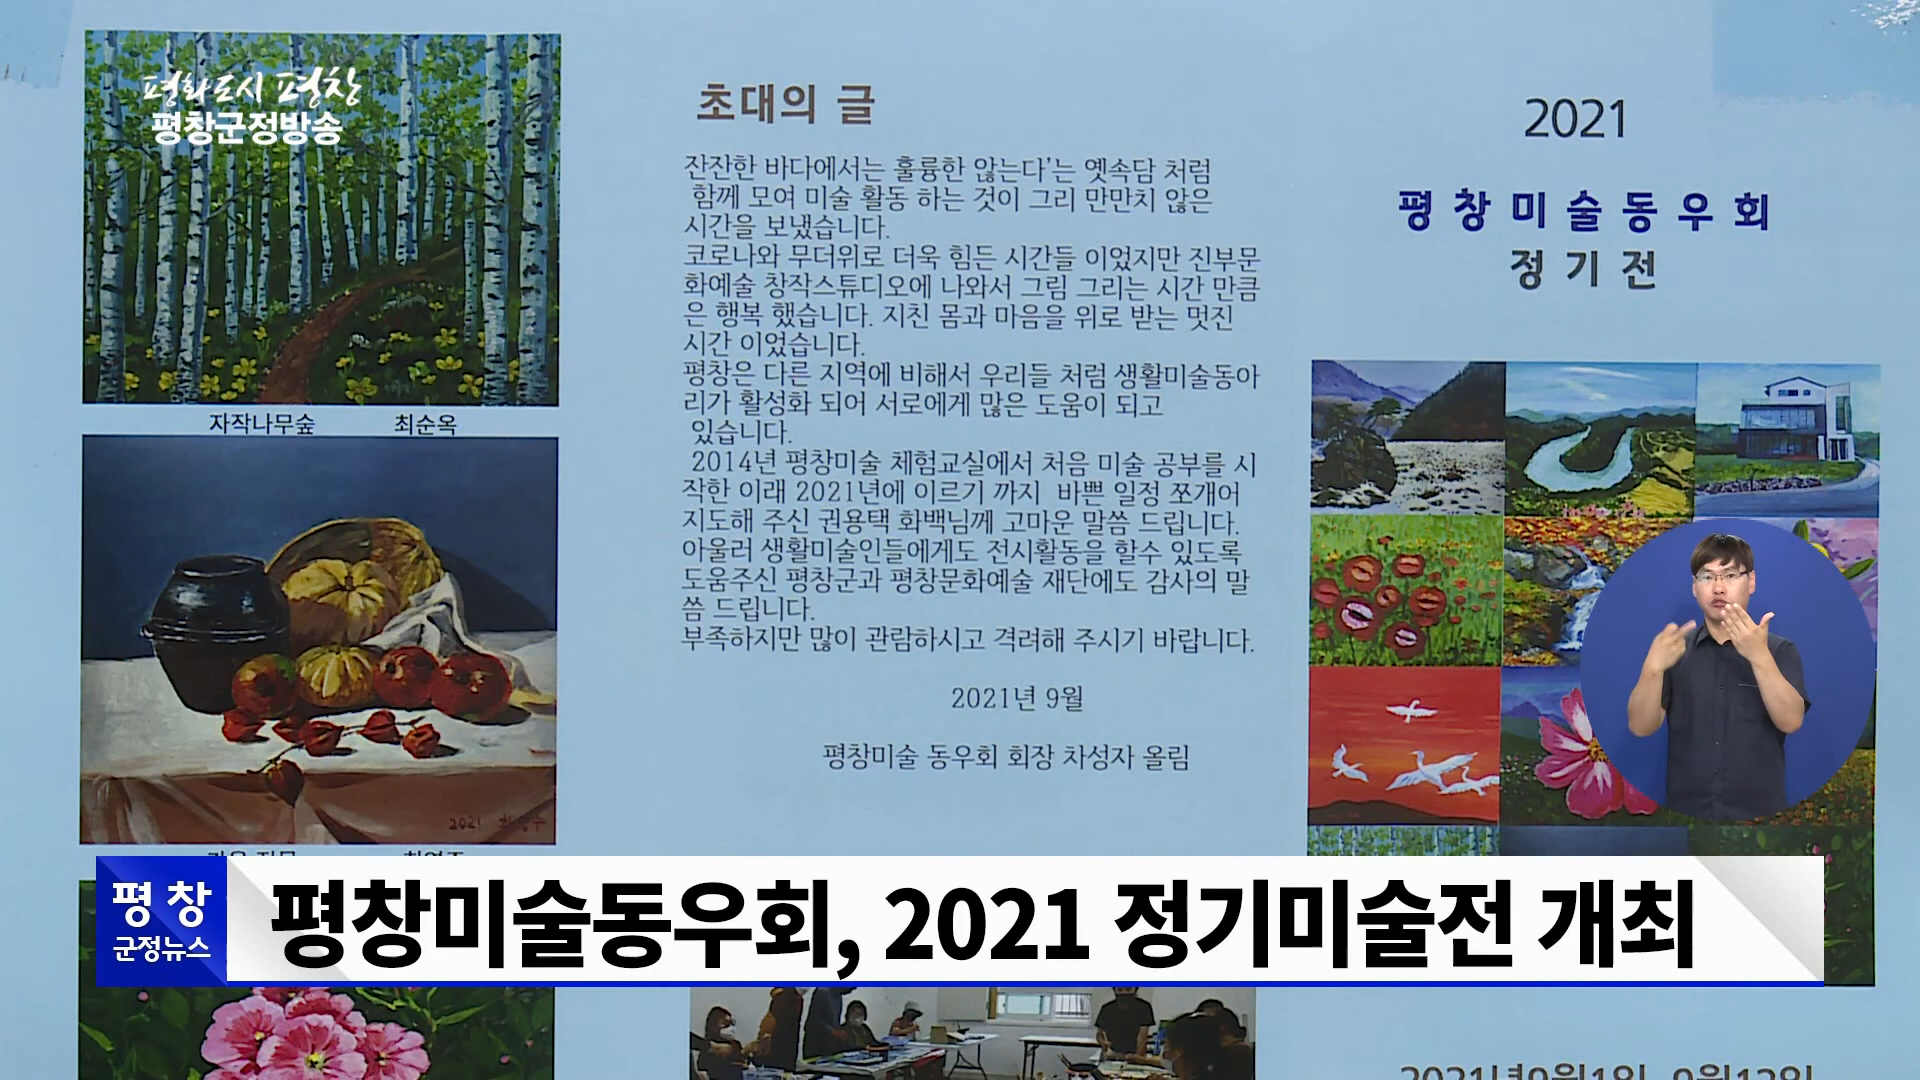 평화도시 평창
평창군정방송
자작나무숲 최순옥
2021
초대의 글
잔잔한 바다에서는 훌륭한 않는다'는 옛속담 처럼
함께 모여 미술 활동 하는 것이 그리 만만치 않은
시간을 보냈습니다.
코로나와 무더위로 더욱 힘든 시간들 이었지만 진부문
화예술 창작스튜디오에 나와서 그림 그리는 시간 만큼
은 행복 했습니다. 지친 몸과 마음을 위로 받는 멋진
시간 이었습니다.
평창은 다른 지역에 비해서 우리들 처럼 생활미술동아
리가 활성화 되어 서로에게 많은 도움이 되고
있습니다.
2014년 평창미술 체험교실에서 처음 미술 공부를 시
작한 이래 2021년에 이르기 까지 바쁜 일정 쪼개어
지도해 주신 권용택 화백님께 고마운 말씀 드립니다.
아울러 생활미술인들에게도 전시활동을 할수 있도록
도움주신 평창군과 평창문화예술 재단에도 감사의 말
씀 드립니다.
부족하지만 많이 관람하시고 격려해 주시기 바랍니다.
2021년 9월
평창미술 동우회 회장 차성자 올림
2021
평창미술동우회
정기전
2021년9월1일 9월12일
평창
군정뉴스
평창미술동우회, 2021 정기미술전 개최